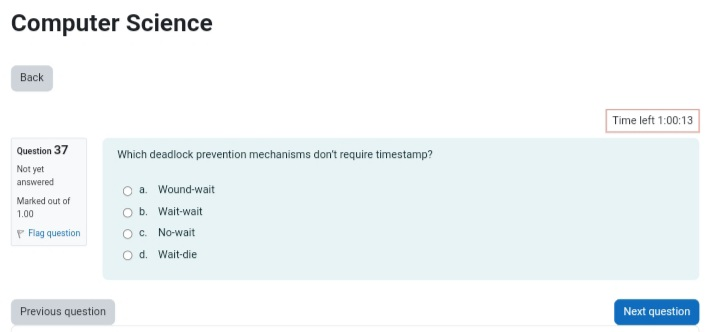 Computer Science
Back
Time left 1:00:13
Question 37
Not yet
answered
Marked out of
1.00
Flag question
Which deadlock prevention mechanisms don't require timestamp?
a. Wound-wait
b. Wait-wait
c. No-wait
d. Wait-die
Previous question
Next question